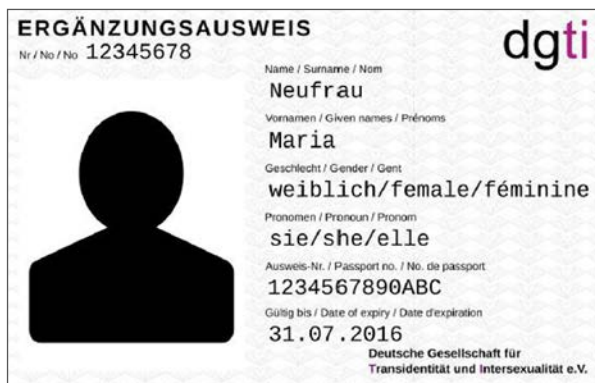 ERGÄNZUNGSAUSWEIS
Nr / No / No 12345678
dgti
Name / Surname / Nom
Neufrau
Vornamen / Given names / Prénoms
Maria
Geschlecht / Gender / Gent
weiblich/female/féminine
Pronomen / Pronoun / Pronom
sie/she/elle
Ausweis-Nr. / Passport no. / No. de passport
1234567890ABC
Gültig bis / Date of expiry / Date d'expiration
31.07.2016
Deutsche Gesellschaft für
Transidentität und Intersexualität e.V.